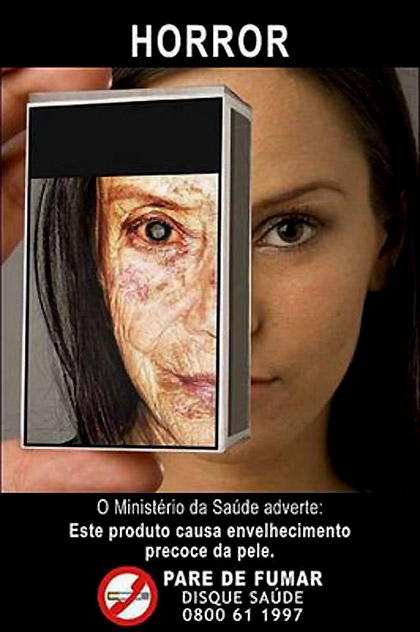 HORROR
O Ministério da Saúde adverte:
Este produto causa envelhecimento
precoce da pele.
PARE DE FUMAR
DISQUE SAÚDE
0800 61 1997